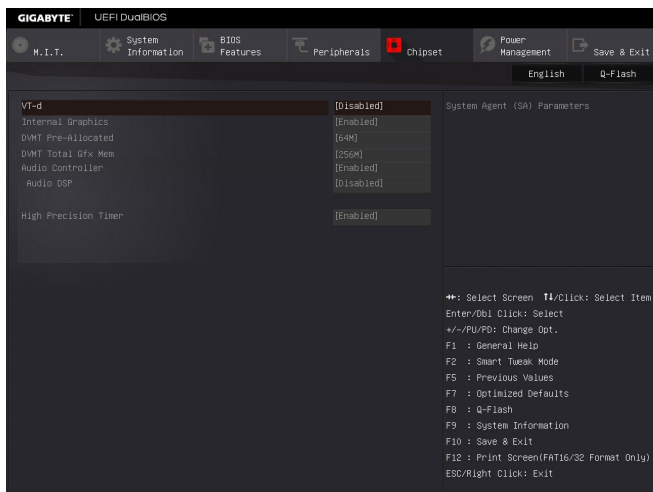 GIGABYTE™ UEFI DualBIOS
M.I.T.
System Information
BIOS Features
Peripherals
Chipset
Power Management
Save & Exit
English Q-Flash
VT-d [Disabled]
Internal Graphics [Enabled]
DVMT Pre-Allocated [64M]
DVMT Total Gfx Mem [256M]
Audio Controller [Enabled]
Audio DSP [Disabled]
High Precision Timer [Enabled]
System Agent (SA) Parameters
→←: Select Screen ↑↓/Click: Select Item
Enter/Dbl Click: Select
+/-/PU/PD: Change Opt.
F1 : General Help
F2 : Smart Tweak Mode
F5 : Previous Values
F7 : Optimized Defaults
F8 : Q-Flash
F9 : System Information
F10 : Save & Exit
F12 : Print Screen(FAT16/32 Format Only)
ESC/Right Click: Exit